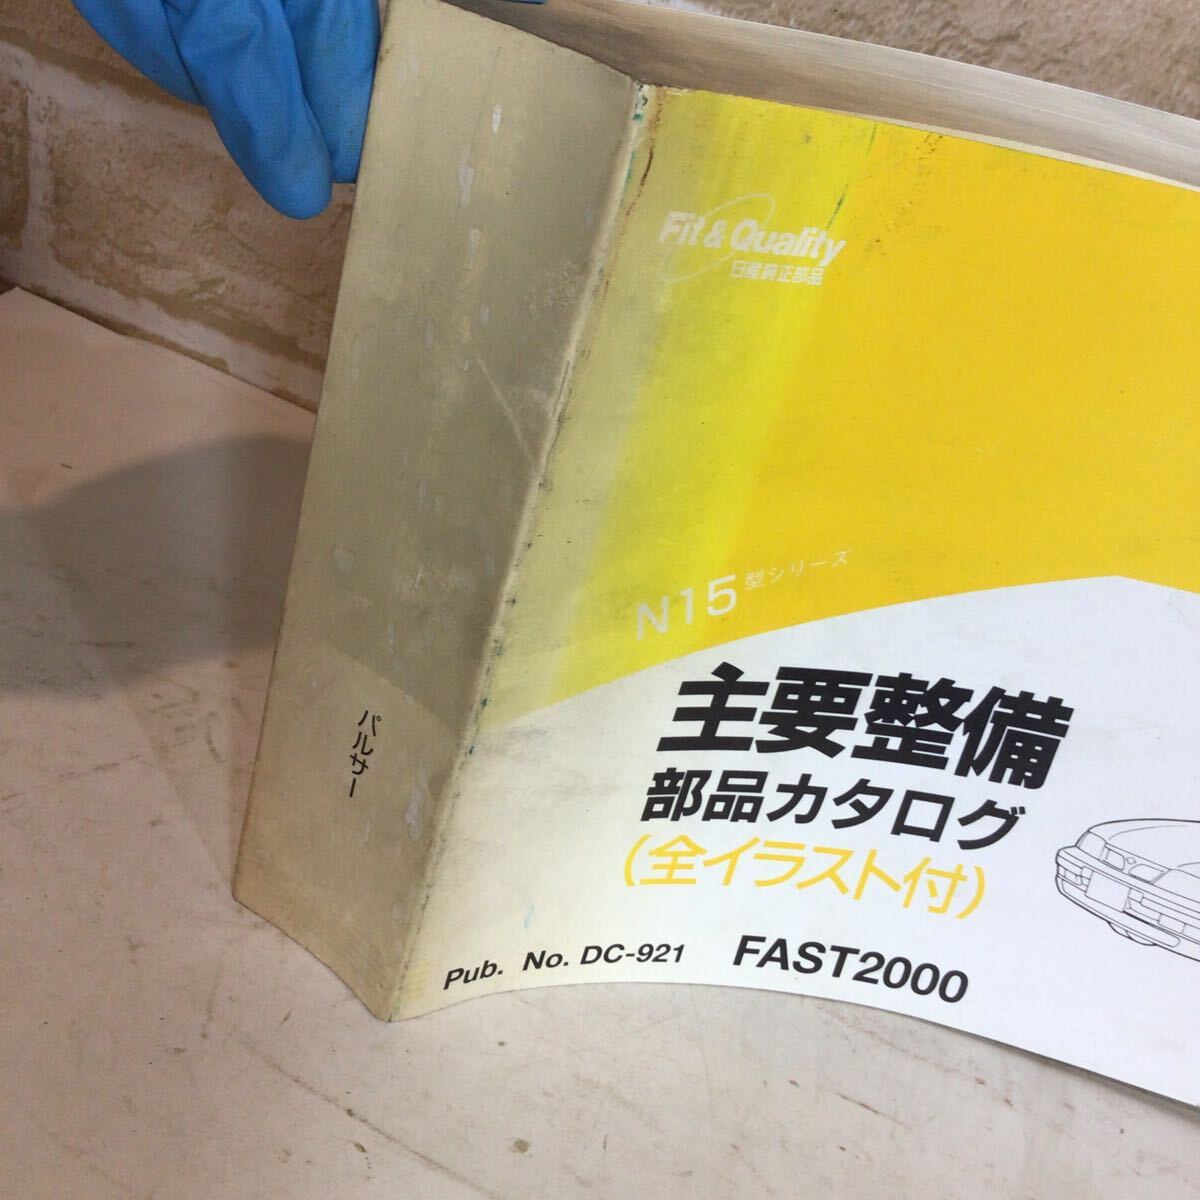 Fit & Quality
日産純正部品
N15型シリーズ
主要整備
部品カタログ
(全イラスト付)
Pub. No. DC-921 FAST2000
パルサー